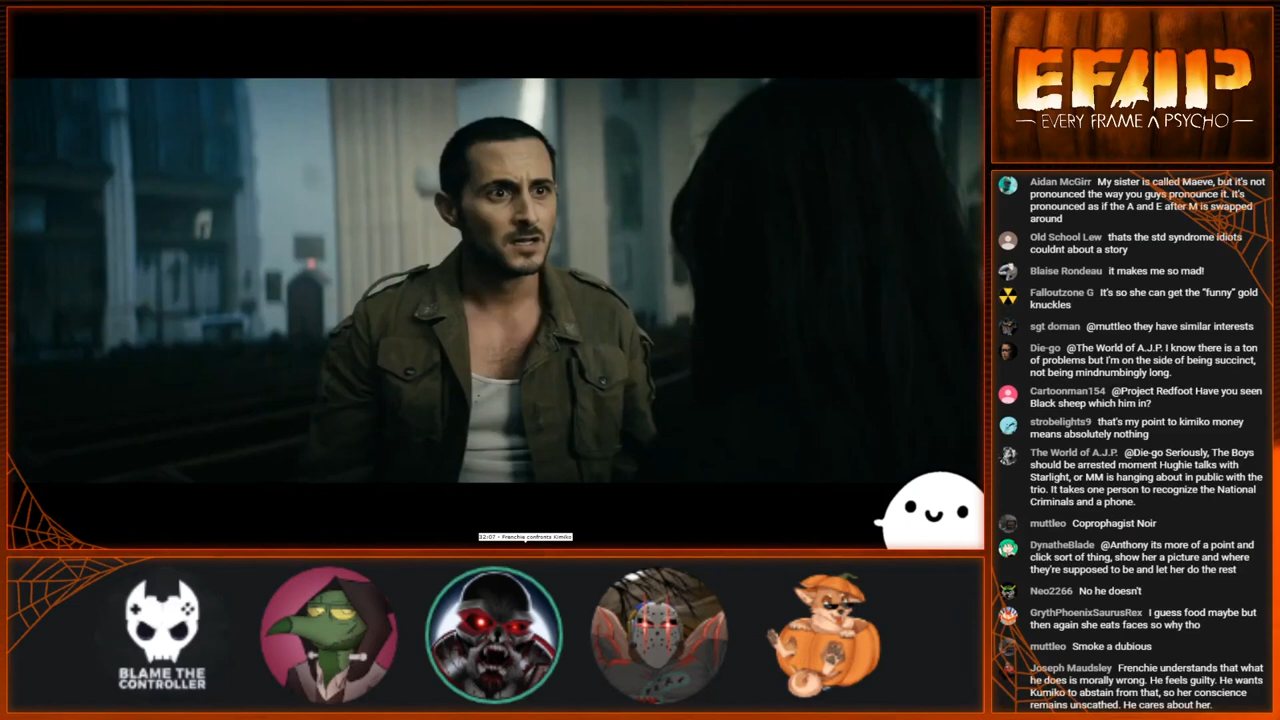 EFAP
EVERY FRAME A PSYCHO
Aidan McGirr My sister is called Maeve, but it's not
pronounced the way you guys pronounce it. It's
pronounced as if the A and E after M is swapped
around
Old School Lew thats the std syndrome idiots
couldnt about a story
Blaise Rondeau it makes me so mad!
Falloutzone G It's so she can get the "funny" gold
knuckles
sgt doman @muttleo they have similar interests
Die-go @The World of A.J.P. I know there is a ton
of problems but I'm on the side of being succinct,
not being mindnumbingly long.
Cartoonman154 @Project Redfoot Have you seen
Black sheep which him in?
strobelights9 that's my point to kimiko money
means absolutely nothing
The World of A.J.P. @Die-go Seriously, The Boys
should be arrested moment Hughie talks with
Starlight, or MM is hanging about in public with the
trio. It takes one person to recognize the National
Criminals and a phone.
muttleo Coprophagist Noir
DynatheBlade @Anthony its more of a point and
click sort of thing, show her a picture and where
they're supposed to be and let her do the rest
Neo2266 No he doesn't
GrythPhoenixSaurusRex I guess food maybe but
then again she eats faces so why tho
muttleo Smoke a dubious
Joseph Maudsley Frenchie understands that what
he does is morally wrong. He feels guilty. He wants
Kumiko to abstain from that, so her conscience
remains unscathed. He cares about her.
32:07 • Frenchie confronts Kimiko
BLAME THE
CONTROLLER